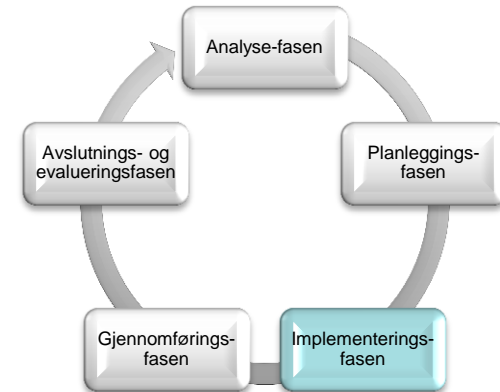 Analyse-fasen
Planleggings-
fasen
Implementerings-
fasen
Gjennomførings-
fasen
Avslutnings- og
evalueringsfasen